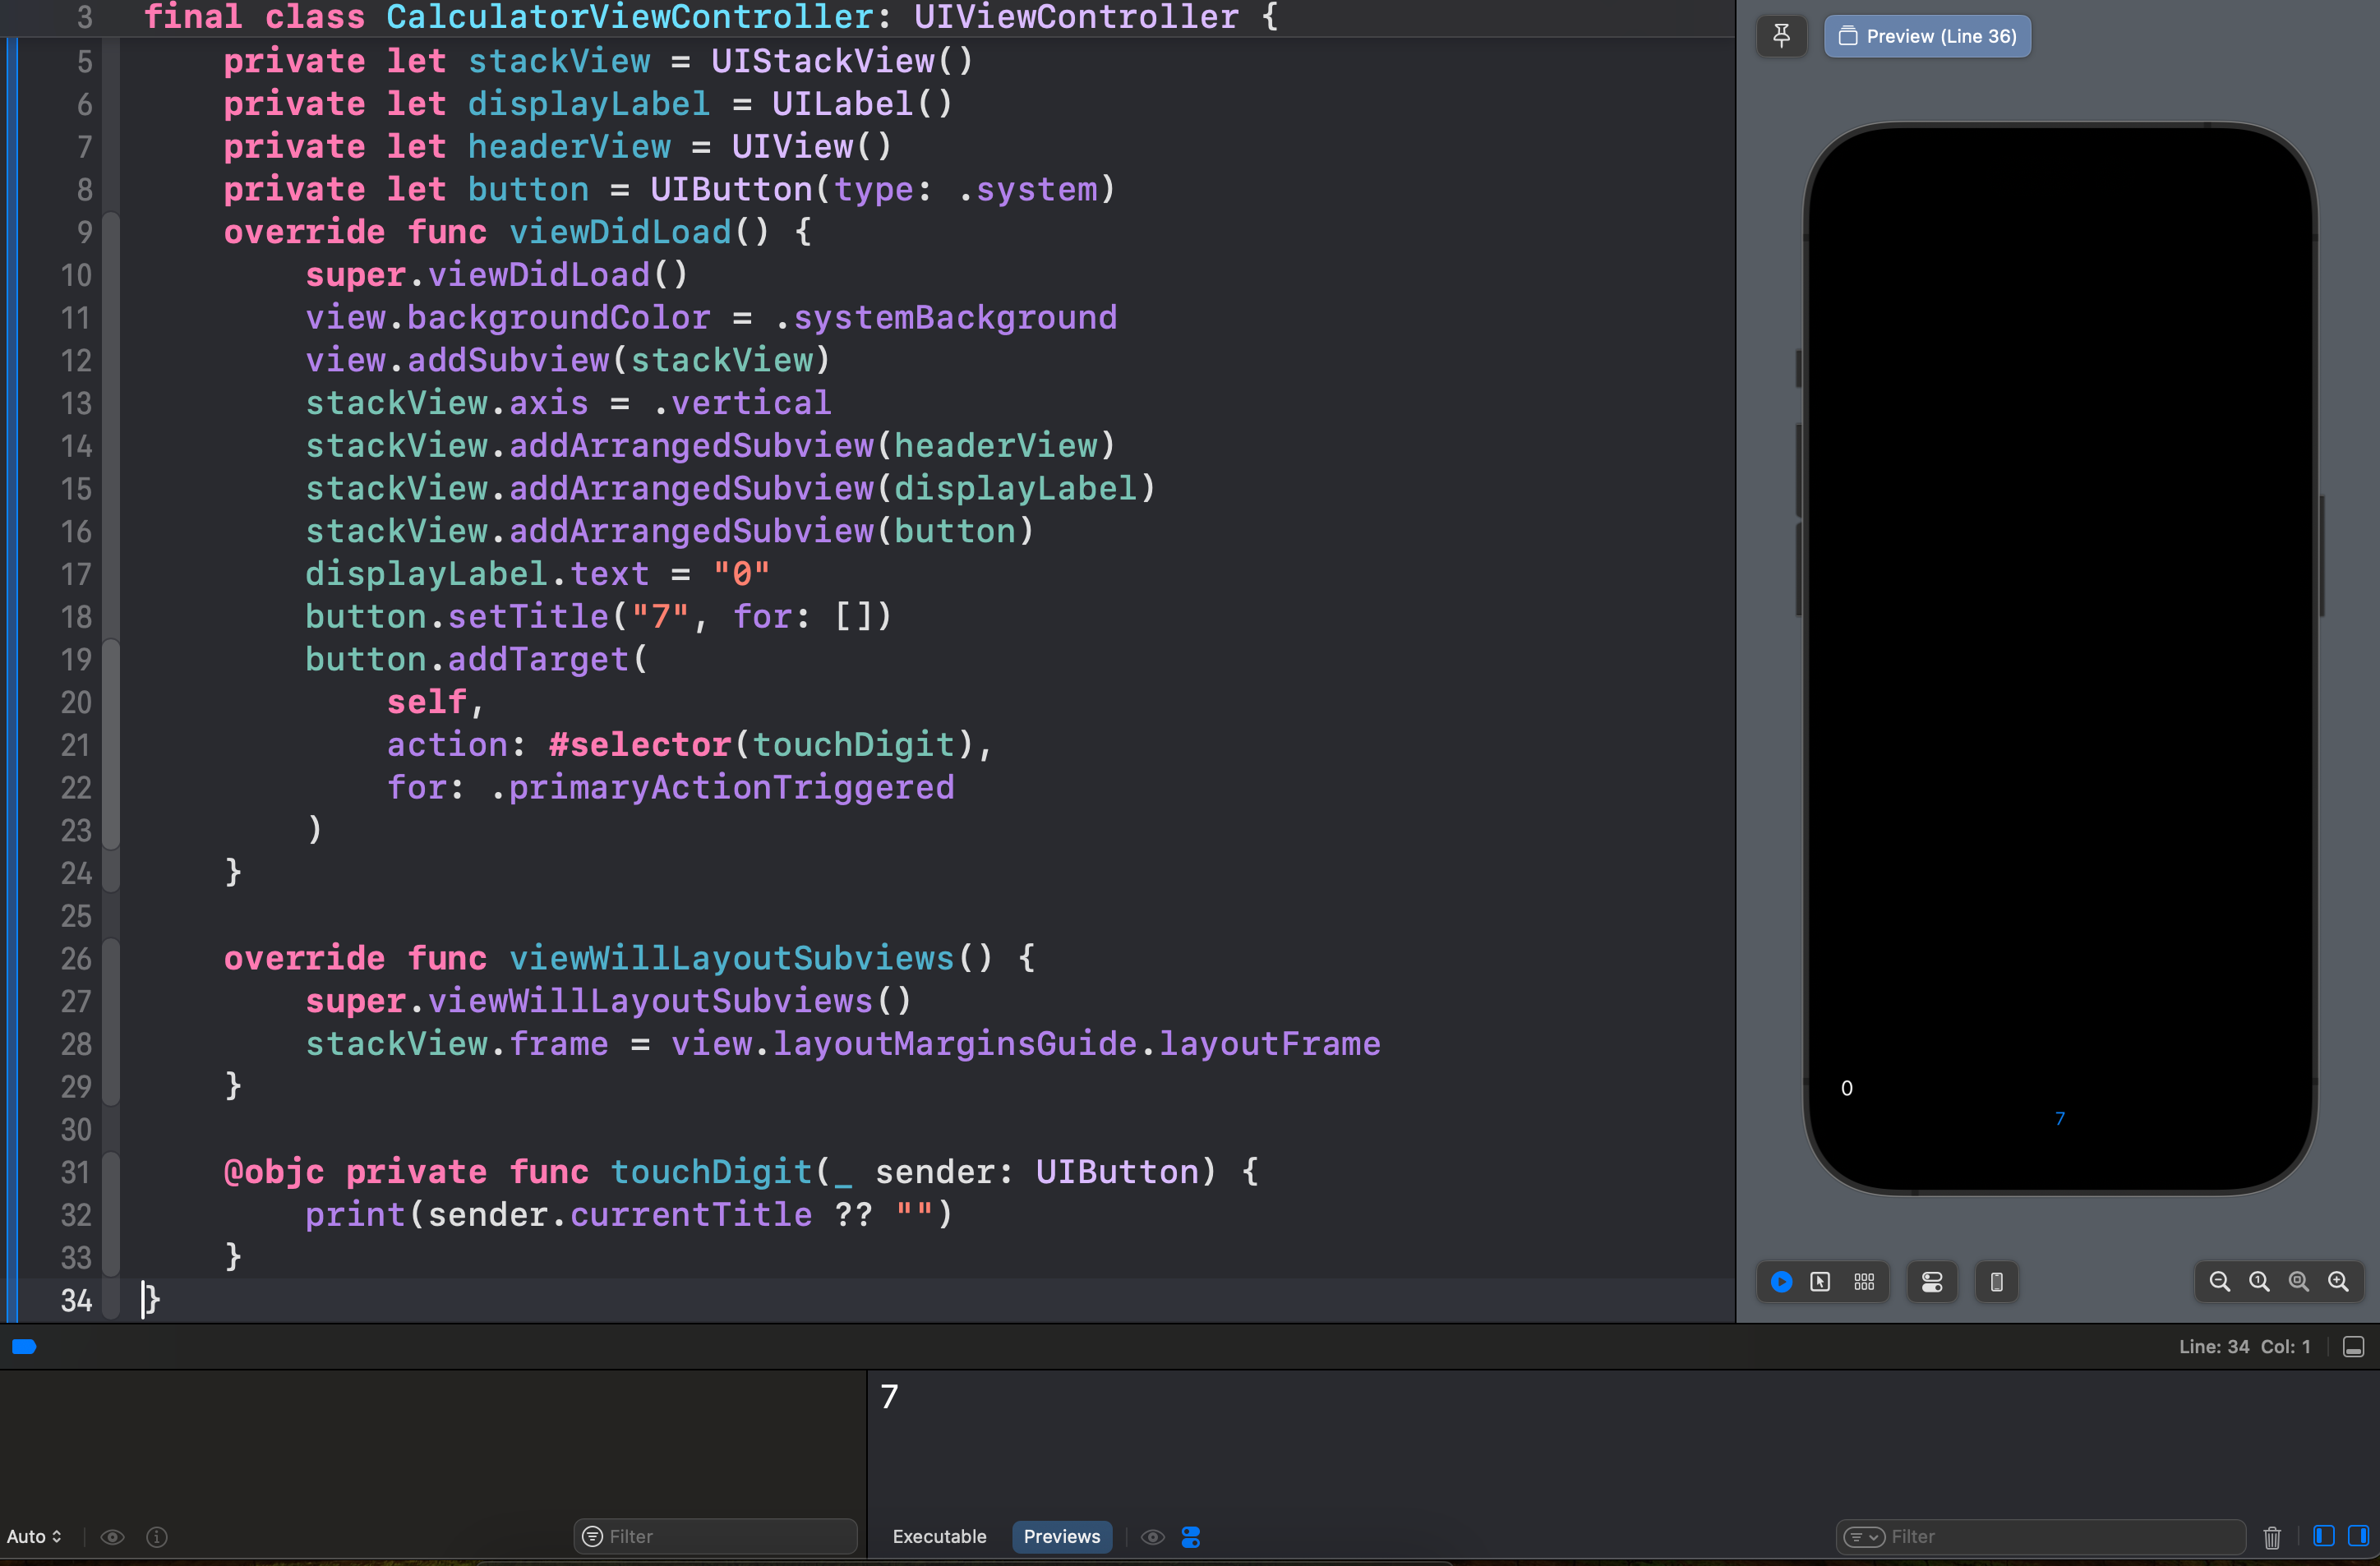 3 final class CalculatorViewController: UIViewController {
5 private let stackView = UIStackView()
6 private let displayLabel = UILabel()
7 private let headerView = UIView()
8 private let button = UIButton(type: .system)
9 override func viewDidLoad() {
10 super.viewDidLoad()
11 view.backgroundColor = .systemBackground
12 view.addSubview(stackView)
13 stackView.axis = .vertical
14 stackView.addArrangedSubview(headerView)
15 stackView.addArrangedSubview(displayLabel)
16 stackView.addArrangedSubview(button)
17 displayLabel.text = "0"
18 button.setTitle("7", for: [])
19 button.addTarget(
20 self,
21 action: #selector(touchDigit),
22 for: .primaryActionTriggered
23 )
24 }
25
26 override func viewWillLayoutSubviews() {
27 super.viewWillLayoutSubviews()
28 stackView.frame = view.layoutMarginsGuide.layoutFrame
29 }
30
31 @objc private func touchDigit(_ sender: UIButton) {
32 print(sender.currentTitle ?? "")
33 }
34 }
Preview (Line 36)
0
7
Line: 34 Col: 1
7
Auto
Filter
Executable
Previews
Filter